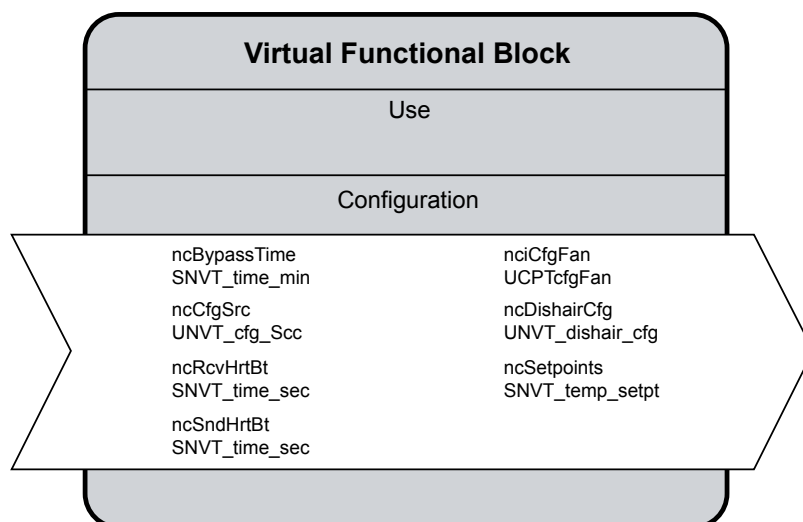 Virtual Functional Block
Use
Configuration
ncBypassTime
SNVT_time_min
ncCfgSrc
UNVT_cfg_Scc
ncRcvHrtBt
SNVT_time_sec
ncSndHrtBt
SNVT_time_sec
nciCfgFan
UCPTcfgFan
ncDishairCfg
UNVT_dishair_cfg
ncSetpoints
SNVT_temp_setpt